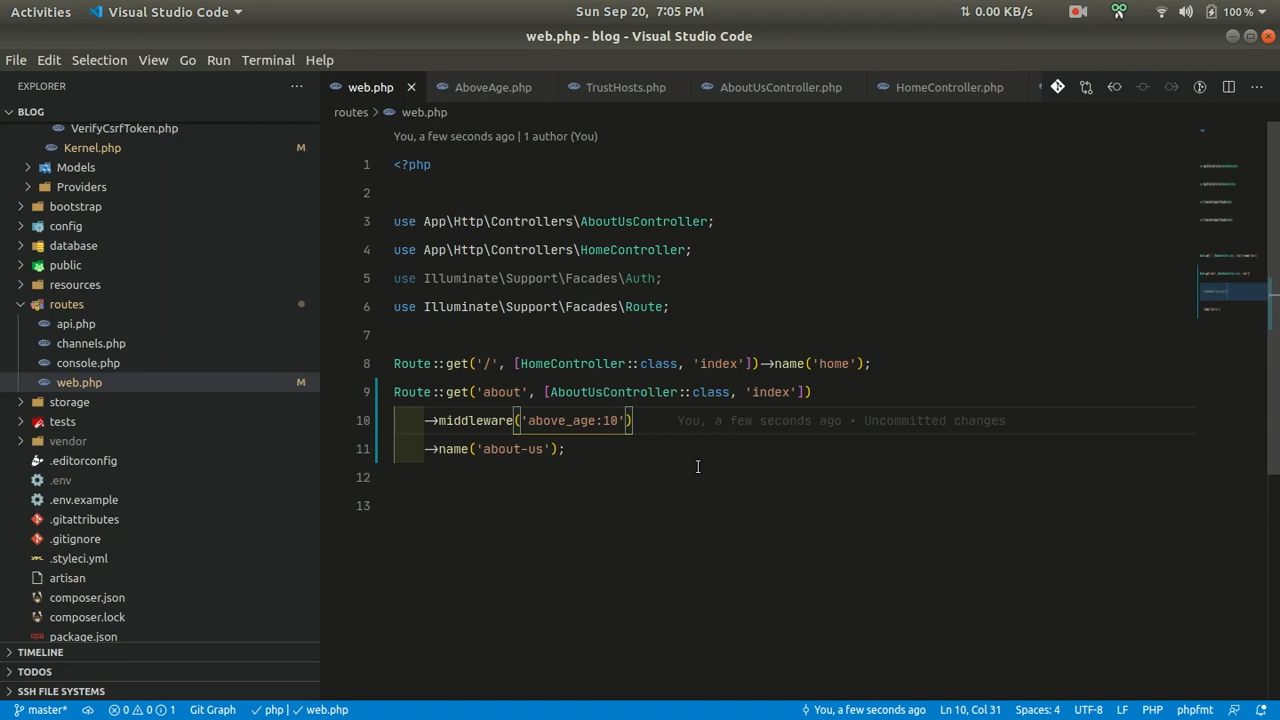 Activities Visual Studio Code Sun Sep 20, 7:05 PM 0.00 KB/s 100 %
web.php - blog - Visual Studio Code
File Edit Selection View Go Run Terminal Help
EXPLORER
BLOG
VerifyCsrfToken.php
Kernel.php M
Models
Providers
bootstrap
config
database
public
resources
routes
api.php
channels.php
console.php
web.php M
storage
tests
vendor
.editorconfig
.env
.env.example
.gitattributes
.gitignore
.styleci.yml
artisan
composer.json
composer.lock
package.json
TIMELINE
TODOS
SSH FILE SYSTEMS
web.php AboveAge.php TrustHosts.php AboutUsController.php HomeController.php
routes > web.php
You, a few seconds ago | 1 author (You)
1 <?php
2
3 use App\Http\Controllers\AboutUsController;
4 use App\Http\Controllers\HomeController;
5 use Illuminate\Support\Facades\Auth;
6 use Illuminate\Support\Facades\Route;
7
8 Route::get('/', [HomeController::class, 'index'])->name('home');
9 Route::get('about', [AboutUsController::class, 'index'])
10 ->middleware('above_age:10') You, a few seconds ago • Uncommitted changes
11 ->name('about-us');
12
13
master* 0 0 1 Git Graph php | web.php You, a few seconds ago Ln 10, Col 31 Spaces: 4 UTF-8 LF PHP phpfmt